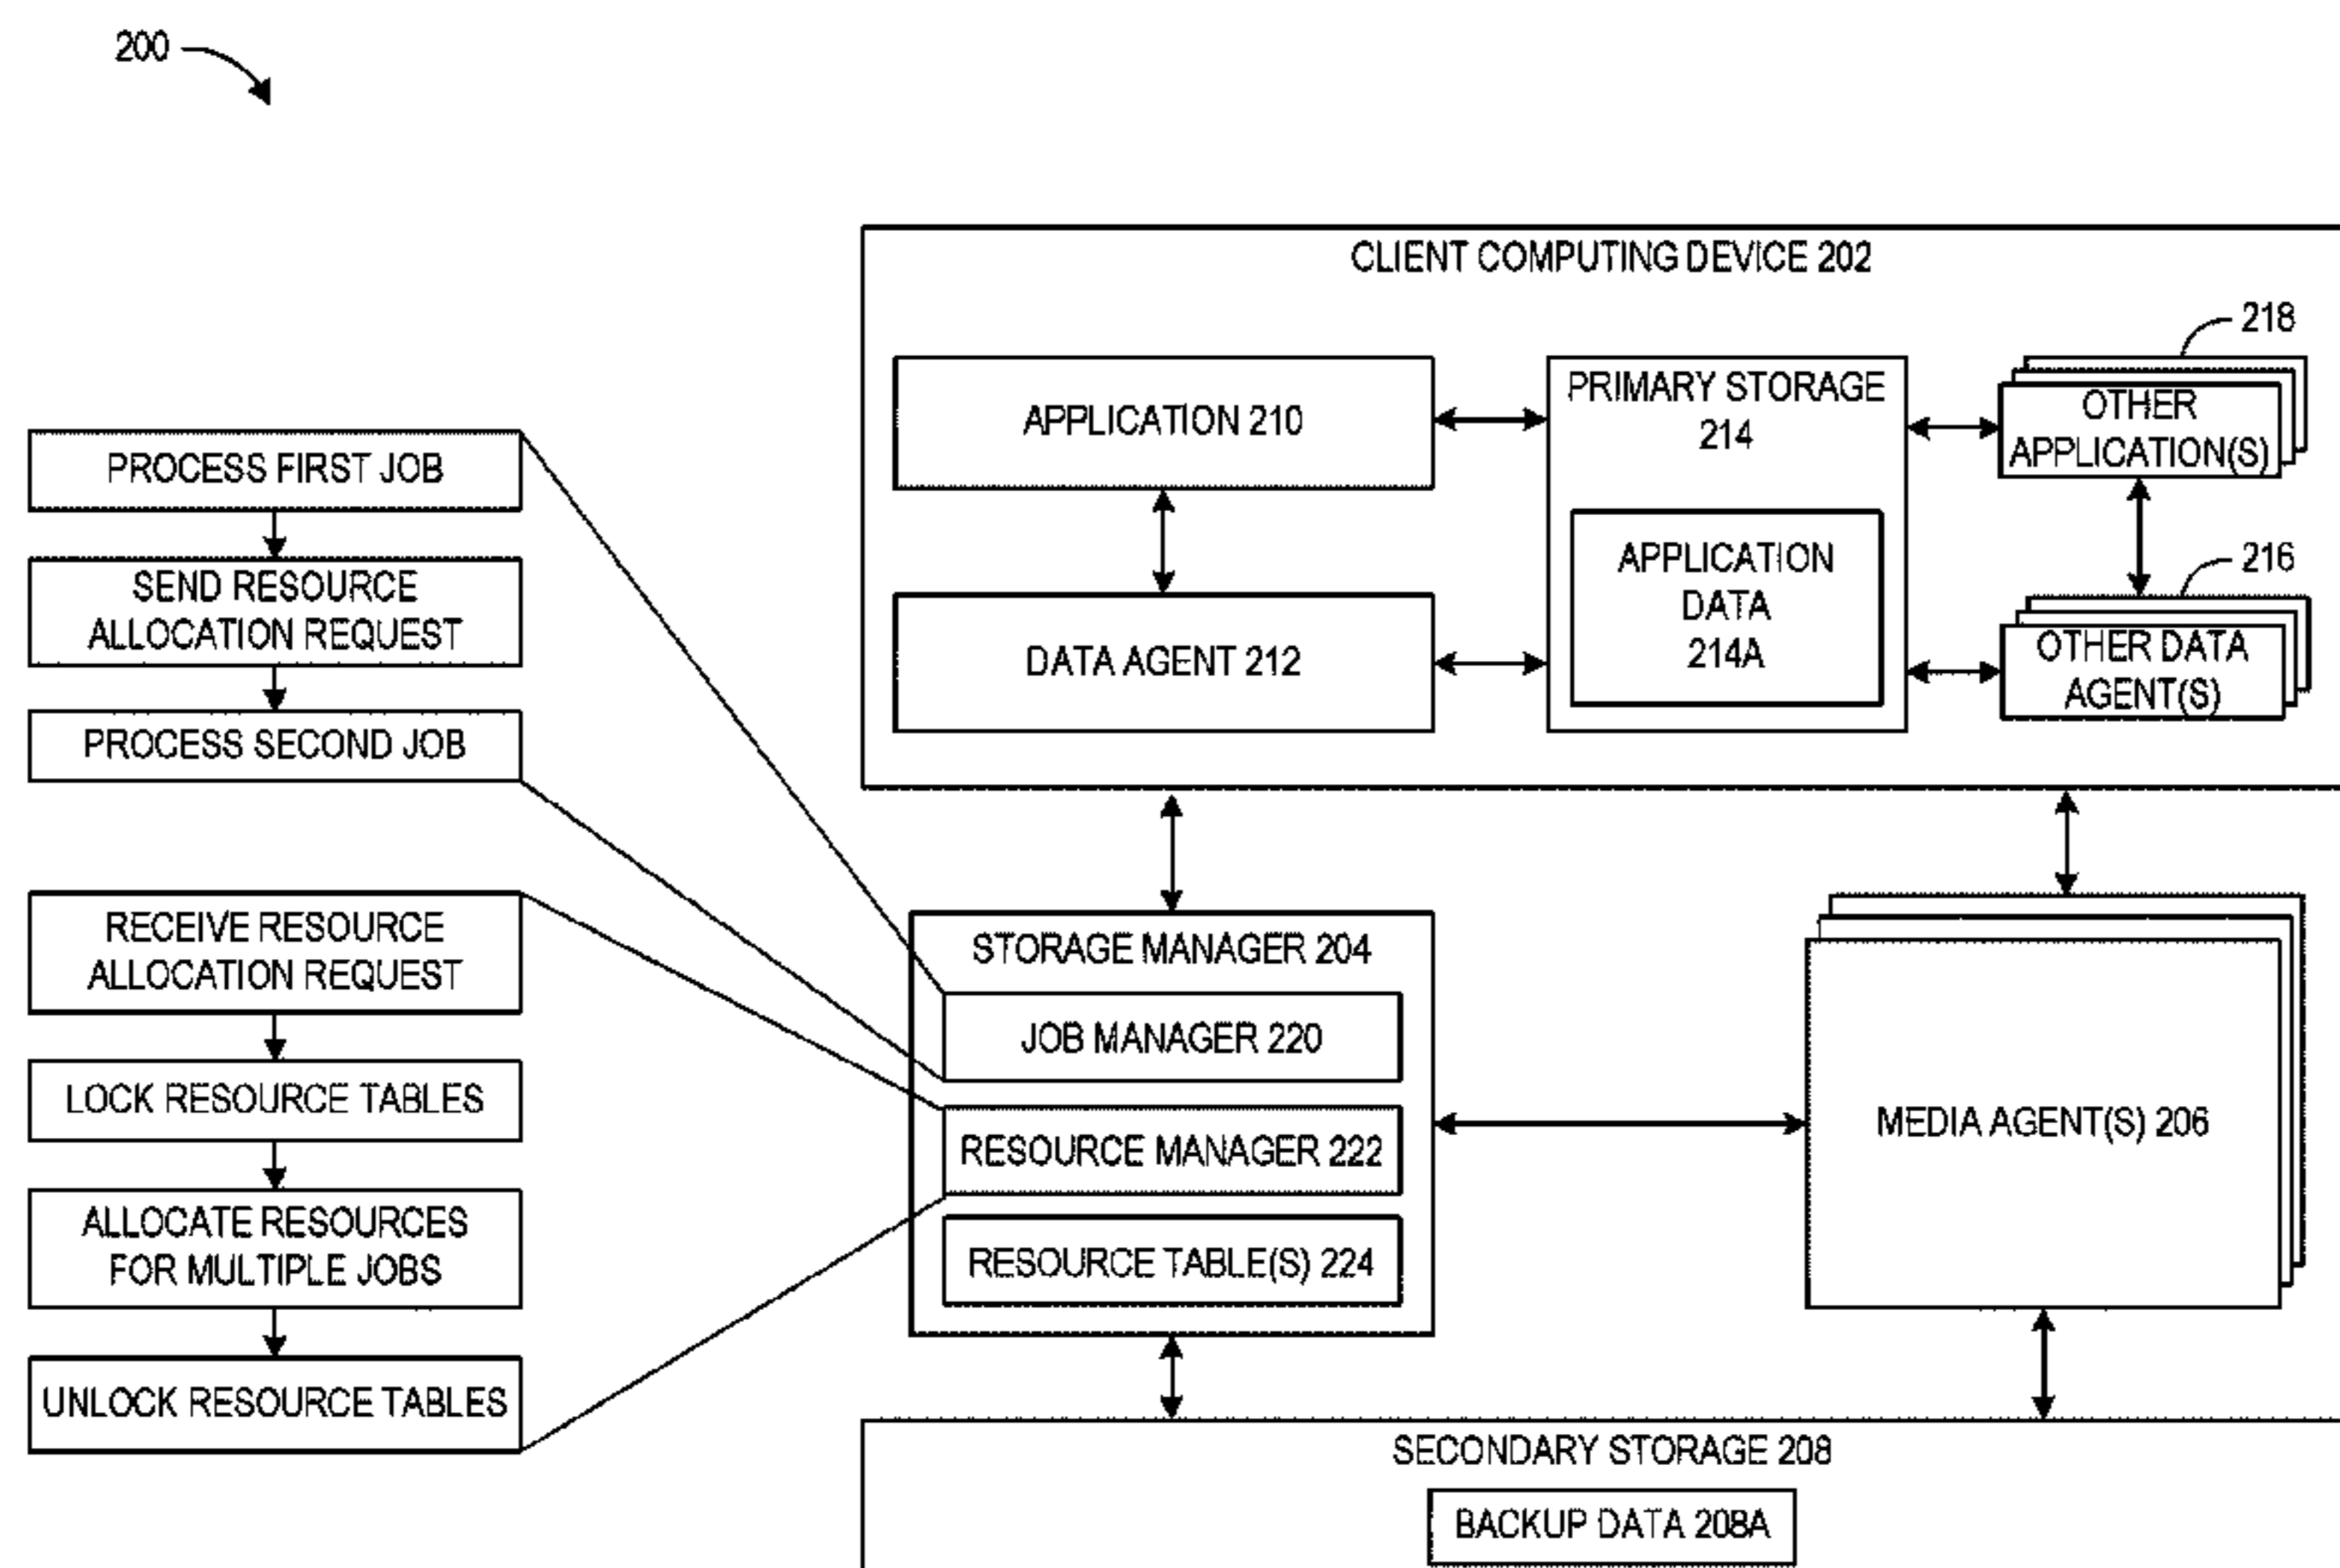 200
CLIENT COMPUTING DEVICE 202
218
APPLICATION 210
PRIMARY STORAGE
214
OTHER
APPLICATION(S)
APPLICATION
DATA
214A
216
DATA AGENT 212
OTHER DATA
AGENT(S)
PROCESS FIRST JOB
SEND RESOURCE
ALLOCATION REQUEST
PROCESS SECOND JOB
RECEIVE RESOURCE
ALLOCATION REQUEST
LOCK RESOURCE TABLES
ALLOCATE RESOURCES
FOR MULTIPLE JOBS
UNLOCK RESOURCE TABLES
STORAGE MANAGER 204
JOB MANAGER 220
RESOURCE MANAGER 222
RESOURCE TABLE(S) 224
MEDIA AGENT(S) 206
SECONDARY STORAGE 208
BACKUP DATA 208A